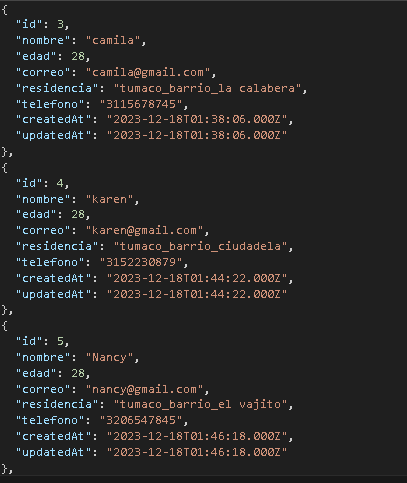 {
"id": 3,
"nombre": "camila",
"edad": 28,
"correo": "camila@gmail.com",
"residencia": "tumaco_barrio_la calabera",
"telefono": "3115678745",
"createdAt": "2023-12-18T01:38:06.000Z",
"updatedAt": "2023-12-18T01:38:06.000Z"
},
{
"id": 4,
"nombre": "karen",
"edad": 28,
"correo": "karen@gmail.com",
"residencia": "tumaco_barrio_ciudadela",
"telefono": "3152230879",
"createdAt": "2023-12-18T01:44:22.000Z",
"updatedAt": "2023-12-18T01:44:22.000Z"
},
{
"id": 5,
"nombre": "Nancy",
"edad": 28,
"correo": "nancy@gmail.com",
"residencia": "tumaco_barrio_el vajito",
"telefono": "3206547845",
"createdAt": "2023-12-18T01:46:18.000Z",
"updatedAt": "2023-12-18T01:46:18.000Z"
},